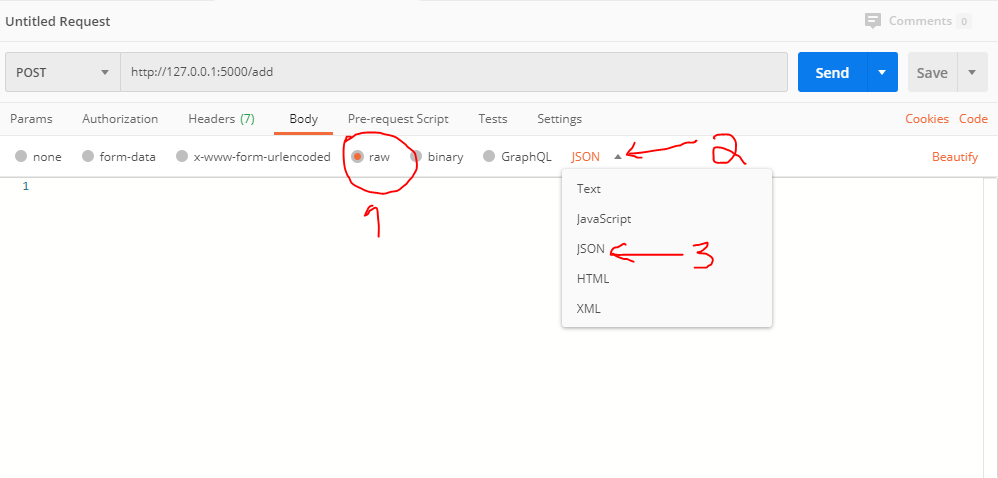 Untitled Request Comments 0
POST http://127.0.0.1:5000/add Send Save
Params Authorization Headers (7) Body Pre-request Script Tests Settings Cookies Code
none form-data x-www-form-urlencoded raw binary GraphQL JSON 2 Beautify
1
Text
1 JavaScript
JSON 3
HTML
XML